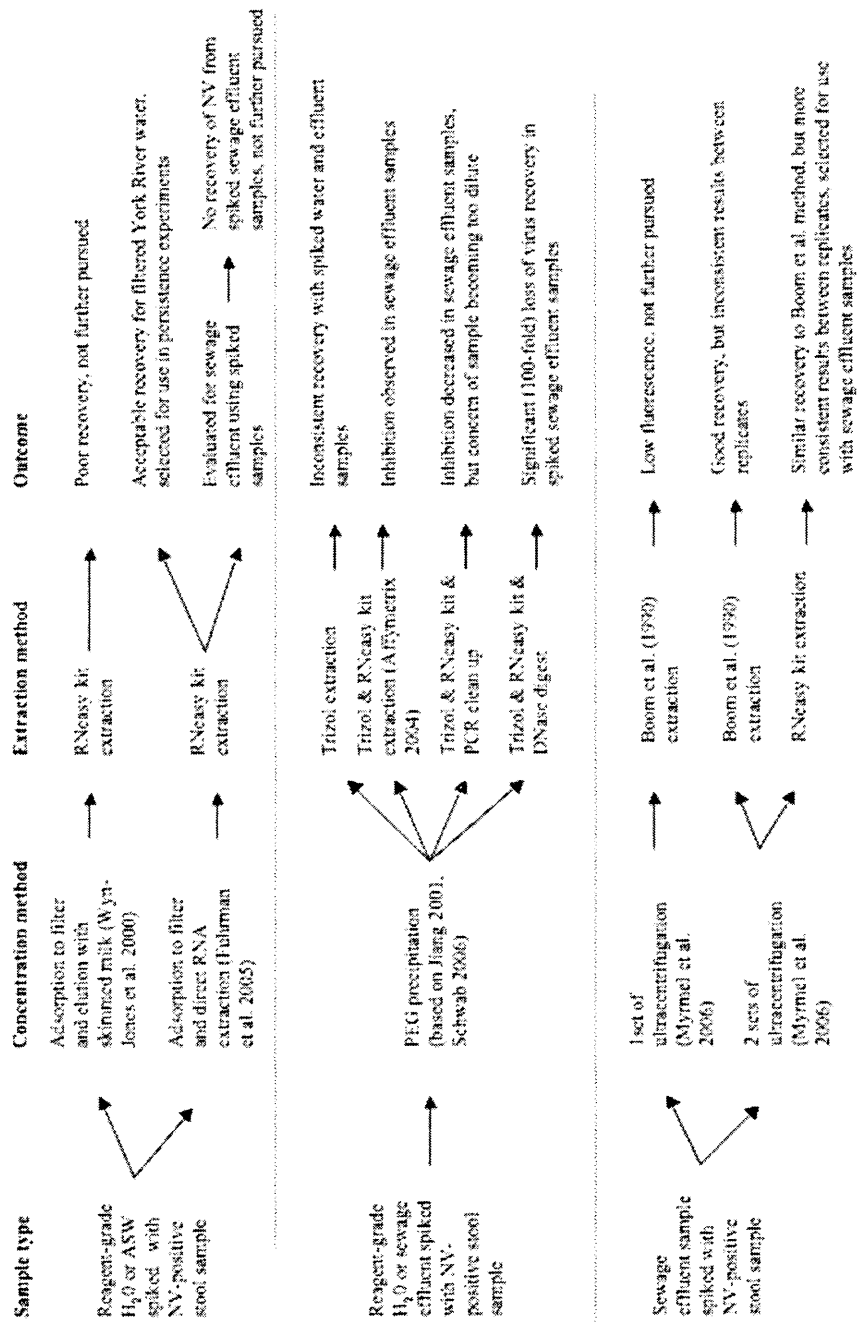 Sample type
Concentration method
Extraction method
Outcome
Reagent-grade
H₂O or ASW
spiked with
NV-positive
stool sample
Adsorption to filter
and elution with
skimmed milk (Wyn-
Jones et al. 2000)
RNeasy kit
extraction
Poor recovery, not further pursued
Adsorption to filter
and direct RNA
extraction (Fuhrman
et al. 2005)
RNeasy kit
extraction
Acceptable recovery for filtered York River water,
selected for use in persistence experiments
Evaluated for sewage
effluent using spiked
samples
No recovery of NV from
spiked sewage effluent
samples, not further pursued
Reagent-grade
H₂O or sewage
effluent spiked
with NV-
positive stool
sample
PEG precipitation
(based on Jiang 2001,
Schwab 2006)
Trizol extraction
Inconsistent recovery with spiked water and effluent
samples
Trizol & RNeasy kit
extraction (Affymetrix
2004)
Inhibition observed in sewage effluent samples
Trizol & RNeasy kit &
PCR clean up
Inhibition decreased in sewage effluent samples,
but concern of sample becoming too dilute
Trizol & RNeasy kit &
DNase digest
Significant (100-fold) loss of virus recovery in
spiked sewage effluent samples
Sewage
effluent sample
spiked with
NV-positive
stool sample
1set of
ultracentrifugation
(Myrmel et al.
2006)
Boom et al. (1990)
extraction
Low fluorescence, not further pursued
2 sets of
ultracentrifugation
(Myrmel et al.
2006)
Boom et al. (1990)
extraction
Good recovery, but inconsistent results between
replicates
RNeasy kit extraction
Similar recovery to Boom et al. method, but more
consistent results between replicates, selected for use
with sewage effluent samples